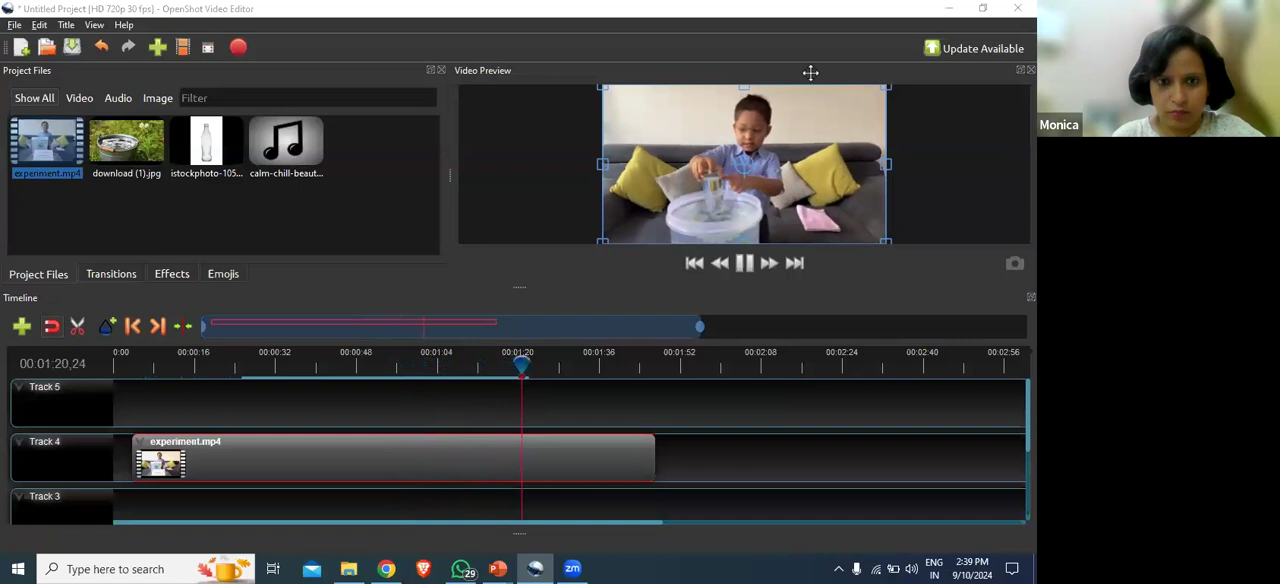 * Untitled Project [HD 720p 30 fps] - OpenShot Video Editor
File Edit Title View Help
Update Available
Project Files
Video Preview
Show All Video Audio Image Filter
experiment.mp4 download (1).jpg istockphoto-105... calm-chill-beaut...
Project Files Transitions Effects Emojis
Timeline
00:01:20,24
0:00 00:00:16 00:00:32 00:00:48 00:01:04 00:01:20 00:01:36 00:01:52 00:02:08 00:02:24 00:02:40 00:02:56
Track 5
Track 4
experiment.mp4
Track 3
Type here to search
29
zm
ENG
IN
2:39 PM
9/10/2024
Monica